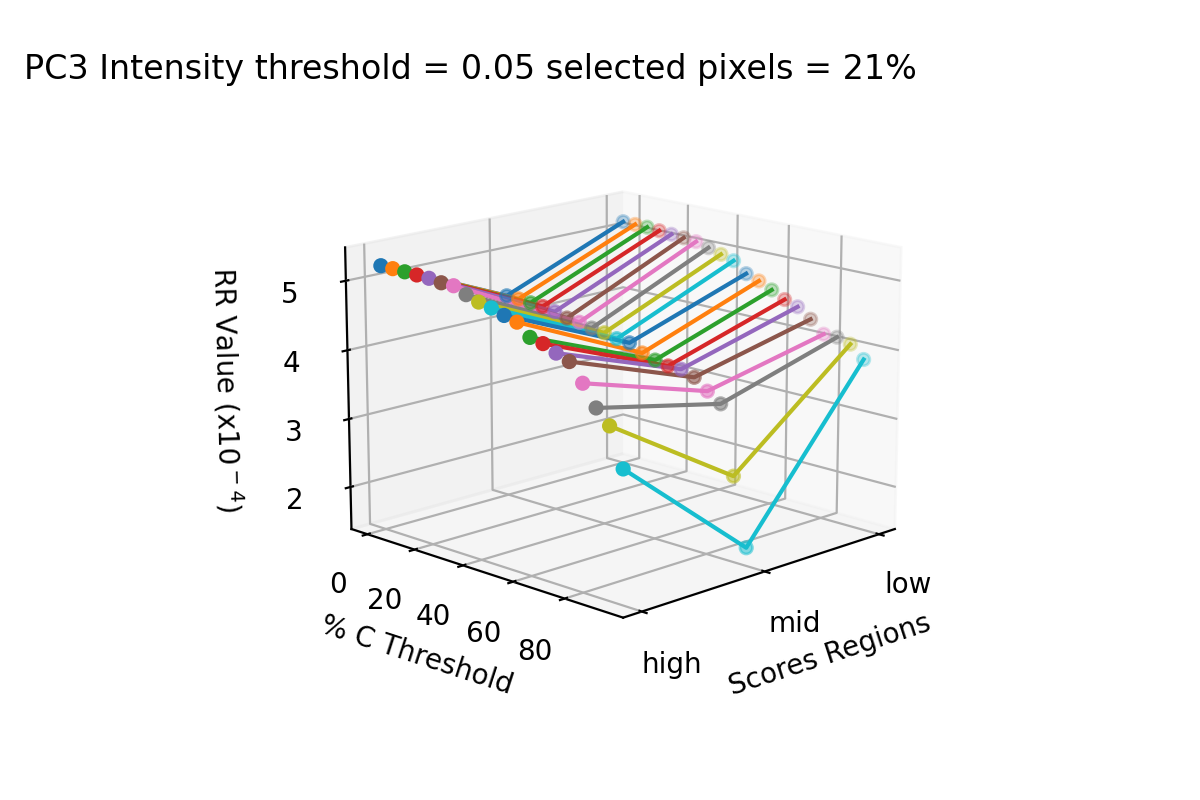 PC3 Intensity threshold = 0.05 selected pixels = 21%
RR Value (x10⁻⁴)
5
4
3
2
0
20
40
60
80
% C Threshold
high
mid
low
Scores Regions